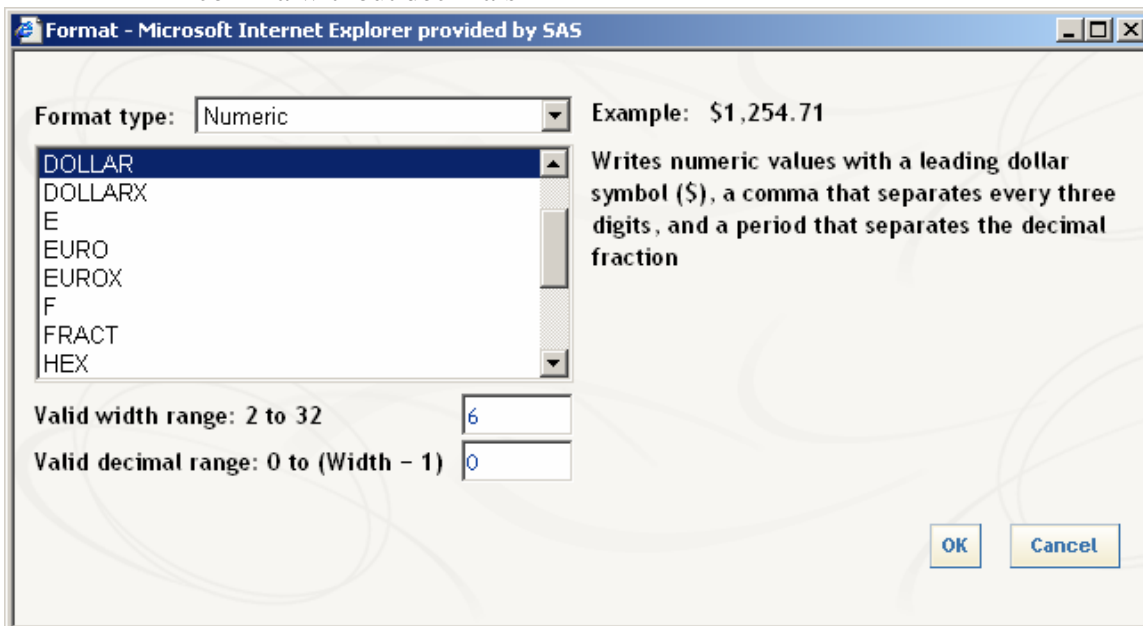 Format - Microsoft Internet Explorer provided by SAS
Format type: Numeric
Example: $1,254.71
DOLLAR
DOLLARX
E
EURO
EUROX
F
FRACT
HEX
Writes numeric values with a leading dollar
symbol ($), a comma that separates every three
digits, and a period that separates the decimal
fraction
Valid width range: 2 to 32 6
Valid decimal range: 0 to (Width - 1) 0
OK Cancel